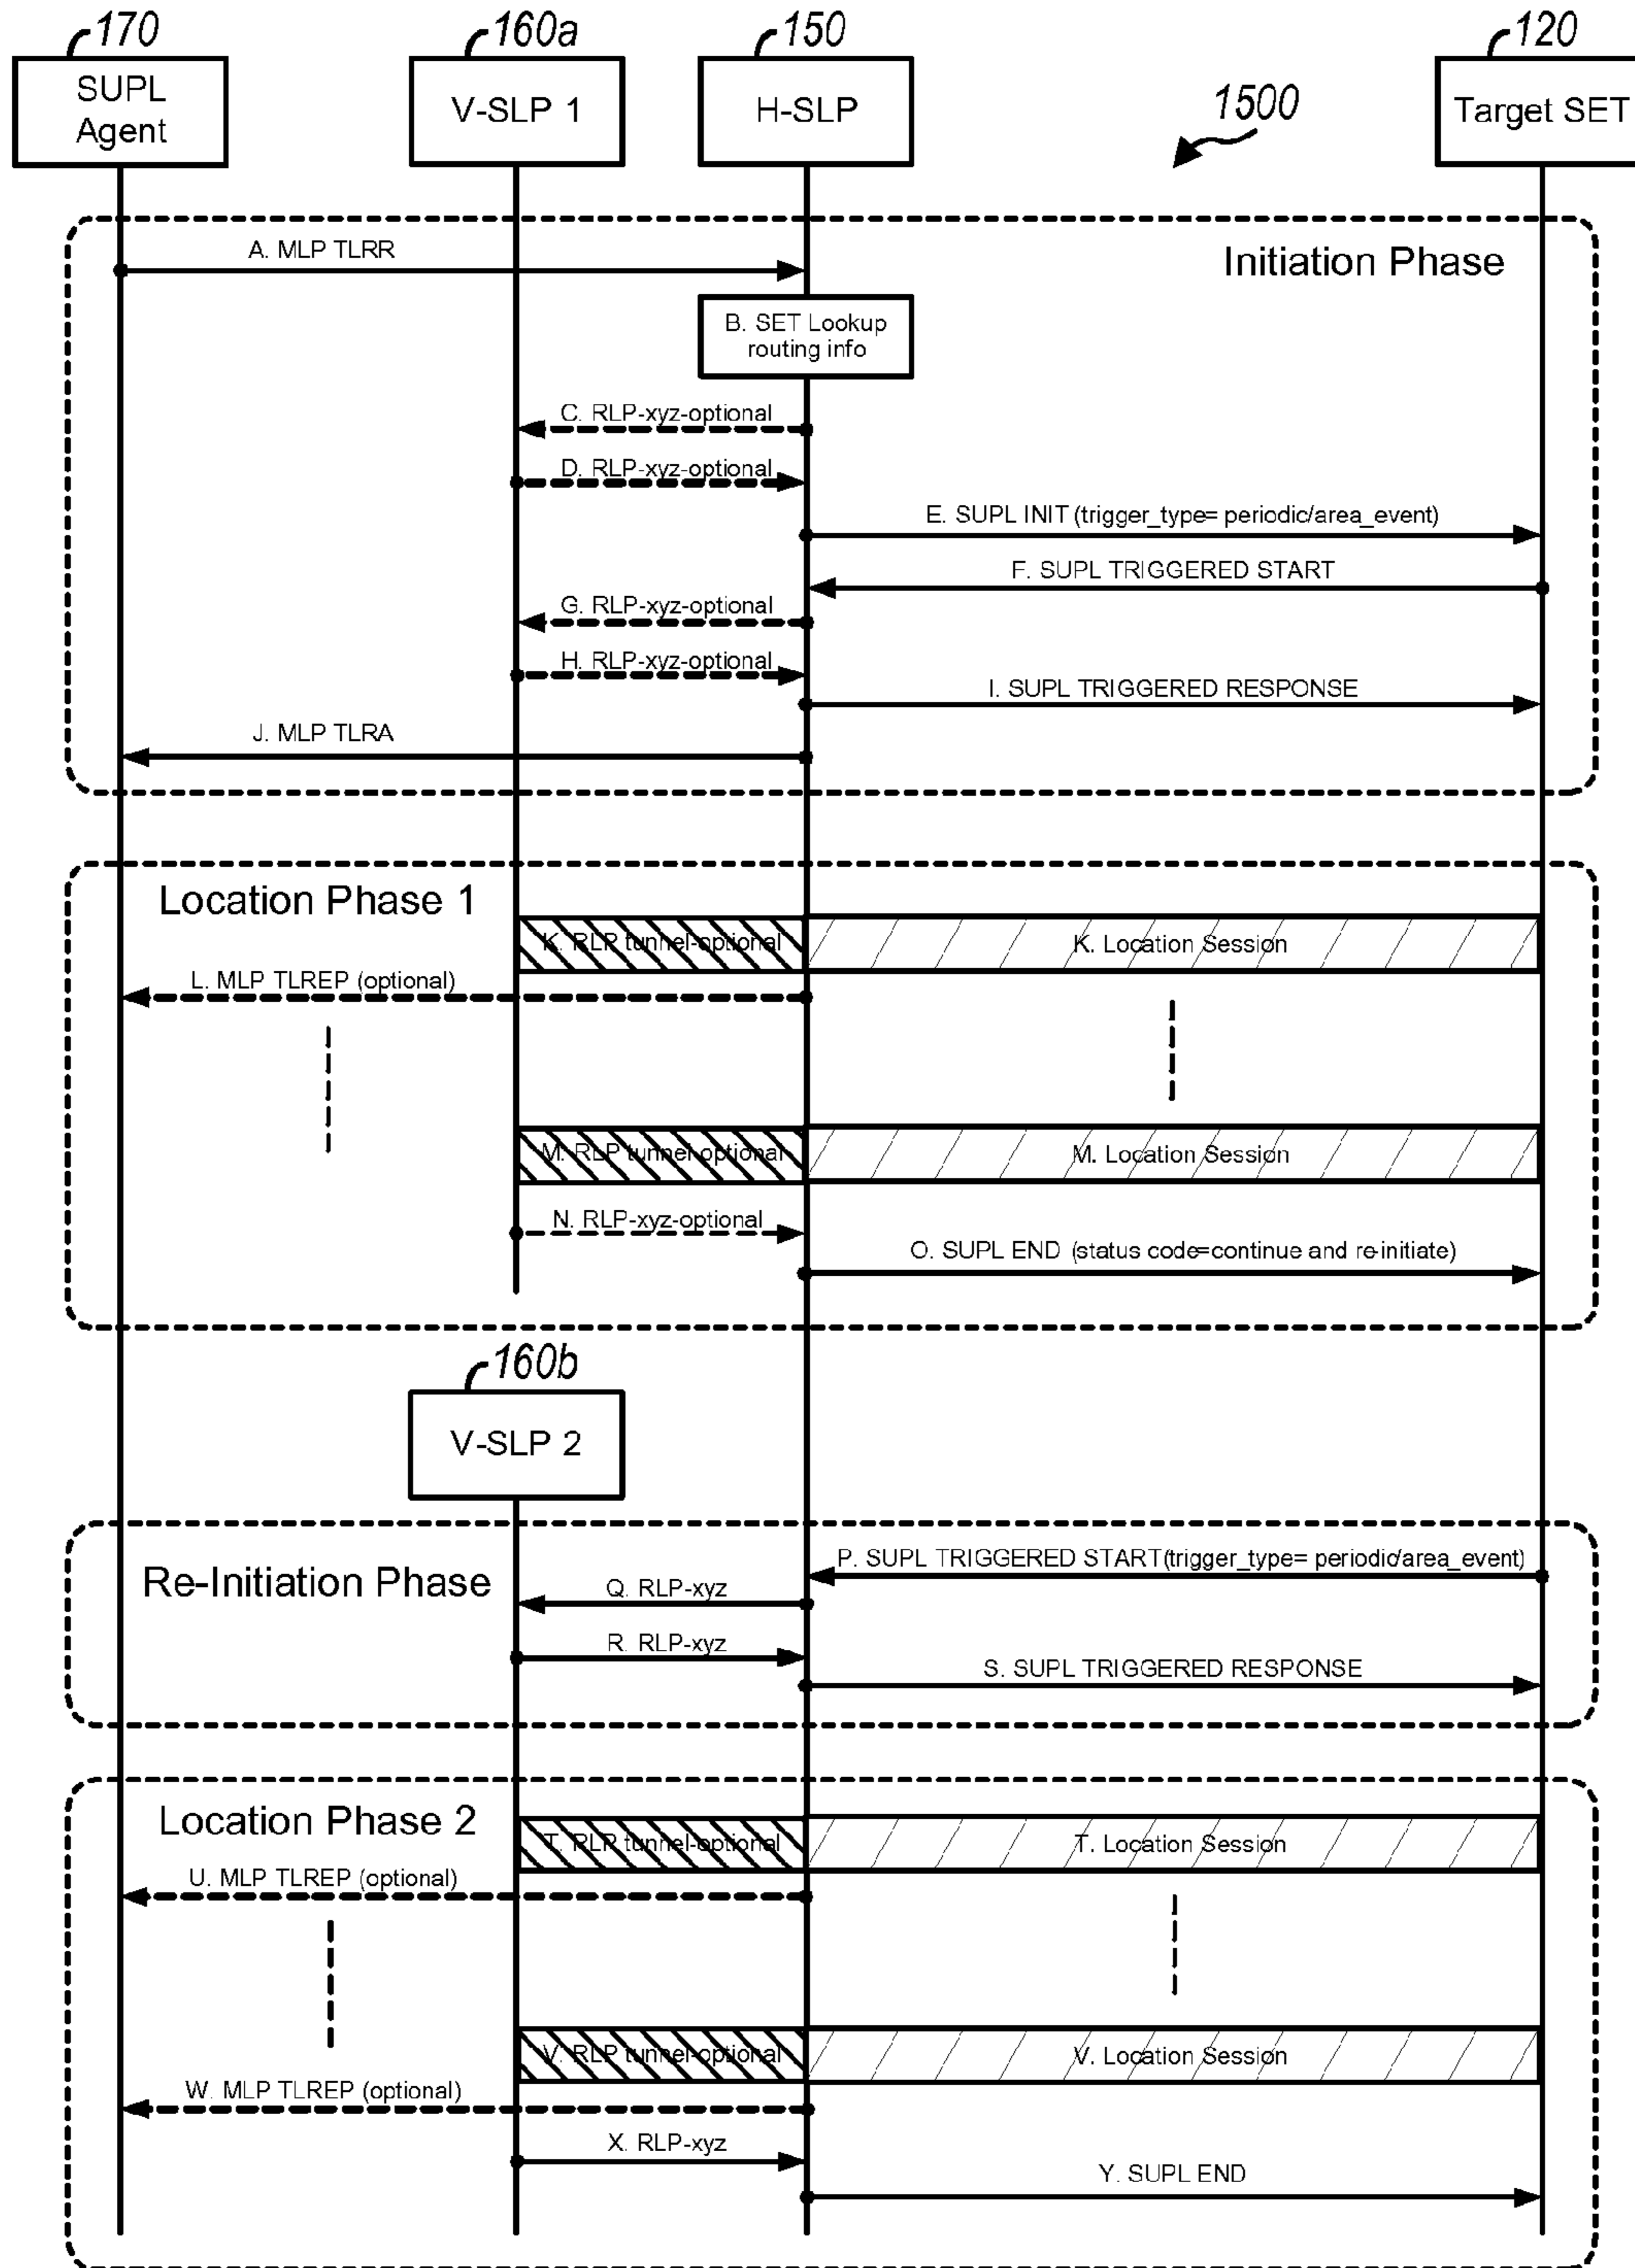 170
160a
150
120
SUPL
Agent
V-SLP 1
H-SLP
1500
Target SET
A. MLP TLRR
Initiation Phase
B. SET Lookup
routing info
C. RLP-xyz-optional
D. RLP-xyz-optional
E. SUPL INIT (trigger_type= periodic/area_event)
F. SUPL TRIGGERED START
G. RLP-xyz-optional
H. RLP-xyz-optional
I. SUPL TRIGGERED RESPONSE
J. MLP TLRA
Location Phase 1
K. RLP tunnel-optional
K. Location Session
L. MLP TLREP (optional)
M. RLP tunnel-optional
M. Location Session
N. RLP-xyz-optional
O. SUPL END (status code=continue and re-initiate)
160b
V-SLP 2
Re-Initiation Phase
P. SUPL TRIGGERED START(trigger_type= periodic/area_event)
Q. RLP-xyz
R. RLP-xyz
S. SUPL TRIGGERED RESPONSE
Location Phase 2
T. RLP tunnel-optional
T. Location Session
U. MLP TLREP (optional)
V. RLP tunnel-optional
V. Location Session
W. MLP TLREP (optional)
X. RLP-xyz
Y. SUPL END